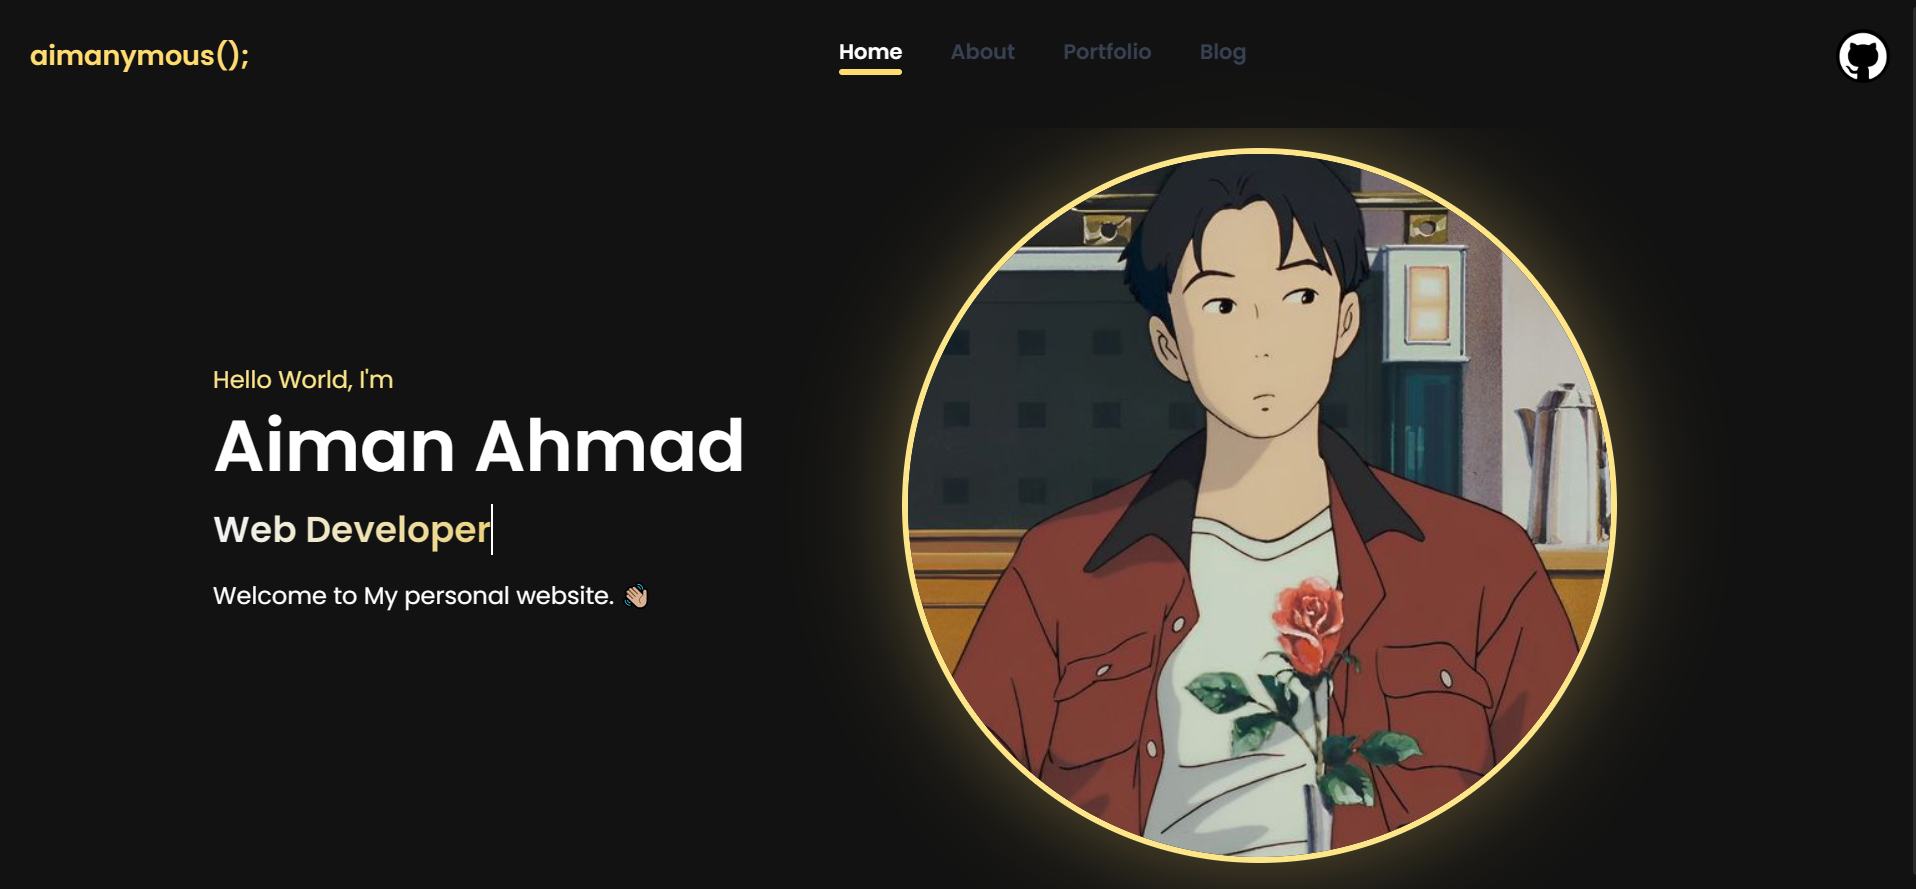 aimanymous();
Home About Portfolio Blog
Hello World, I'm
Aiman Ahmad
Web Developer
Welcome to My personal website. 👋🏼